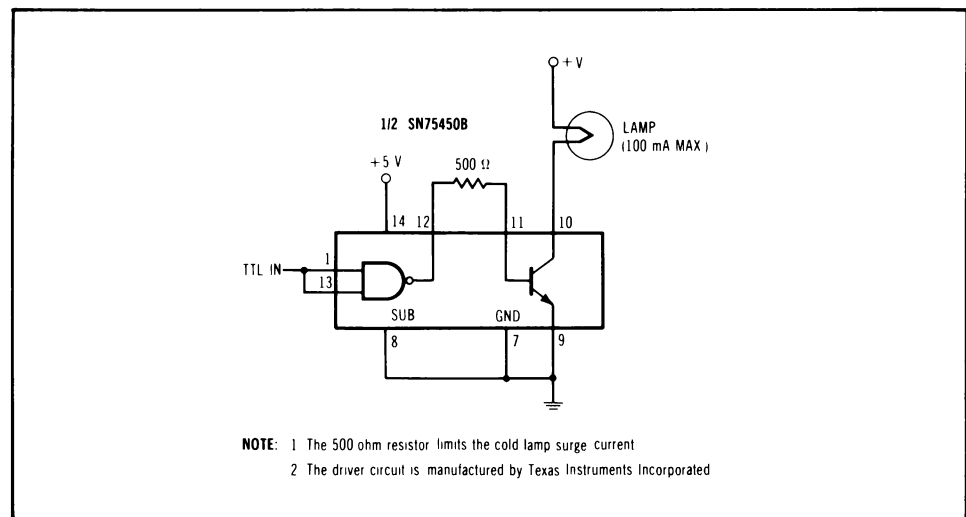 +V
1/2 SN75450B
LAMP
(100 mA MAX)
+5 V
500 Ω
14 12 11 10
TTL IN
1
13
SUB GND
8 7 9
NOTE: 1 The 500 ohm resistor limits the cold lamp surge current
2 The driver circuit is manufactured by Texas Instruments Incorporated